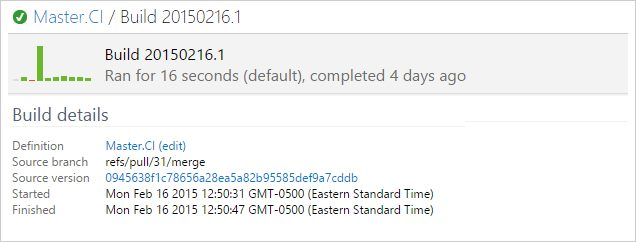 Master.CI / Build 20150216.1
Build 20150216.1
Ran for 16 seconds (default), completed 4 days ago
Build details
Definition Master.CI (edit)
Source branch refs/pull/31/merge
Source version 0945638f1c78656a28ea5a82b95585def9a7cddb
Started Mon Feb 16 2015 12:50:31 GMT-0500 (Eastern Standard Time)
Finished Mon Feb 16 2015 12:50:47 GMT-0500 (Eastern Standard Time)